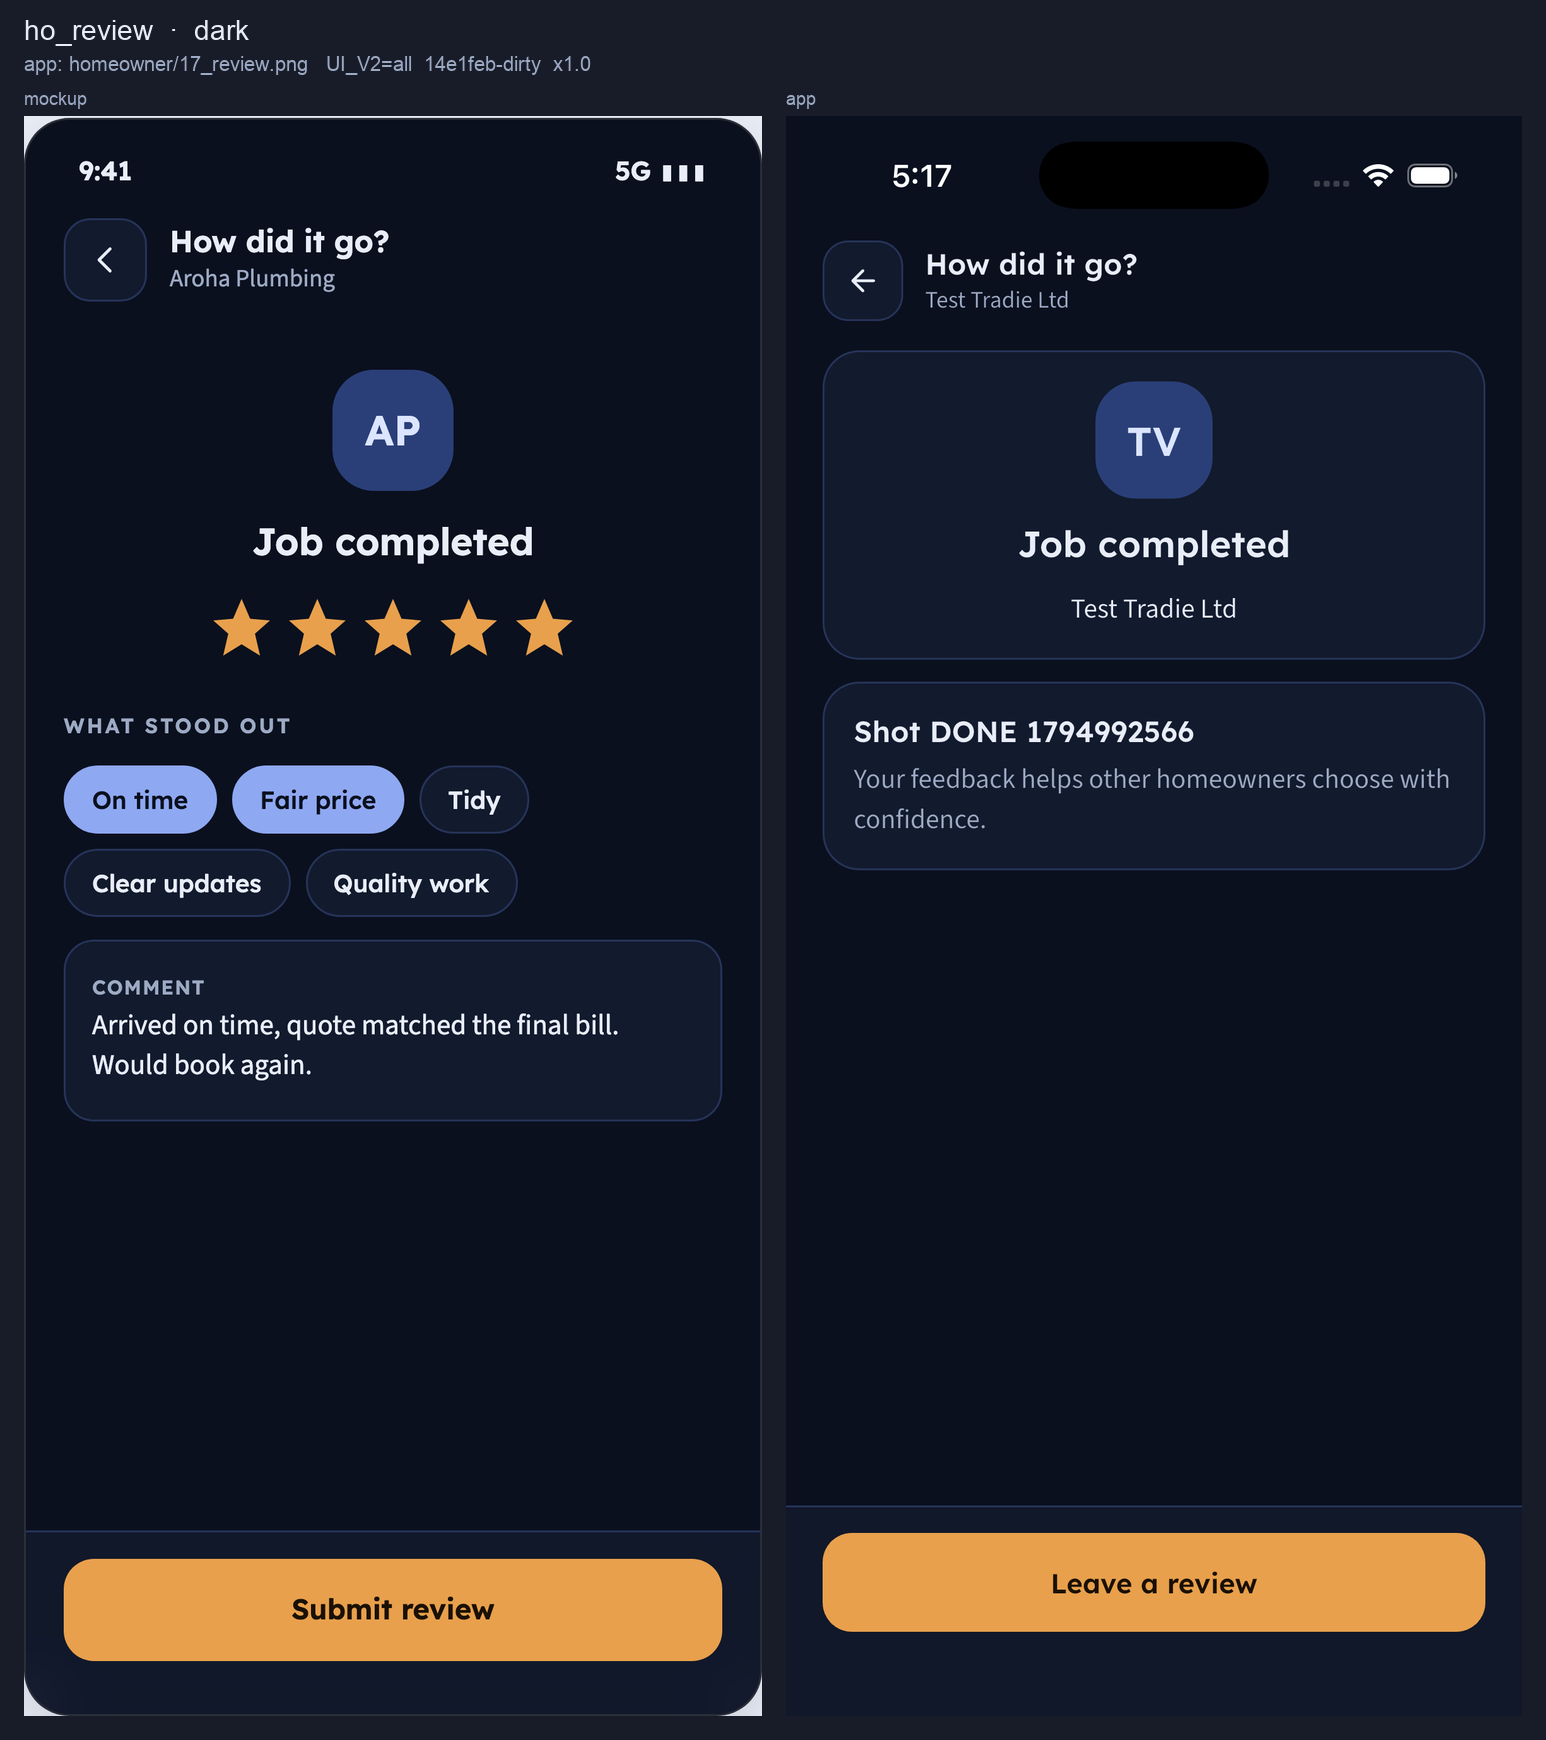 ho_review · dark
app: homeowner/17_review.png UI_V2=all 14e1feb-dirty x1.0
mockup
9:41
5G
How did it go?
Aroha Plumbing
AP
Job completed
WHAT STOOD OUT
On time
Fair price
Tidy
Clear updates
Quality work
COMMENT
Arrived on time, quote matched the final bill.
Would book again.
Submit review
app
5:17
How did it go?
Test Tradie Ltd
TV
Job completed
Test Tradie Ltd
Shot DONE 1794992566
Your feedback helps other homeowners choose with
confidence.
Leave a review